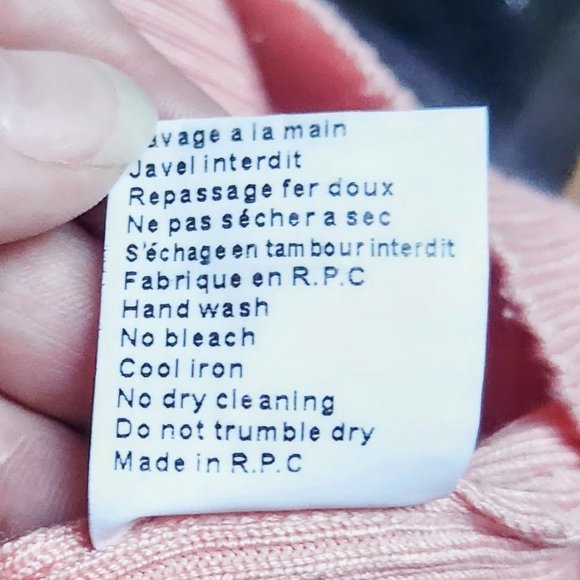 avage a la main
Javel interdit
Repassage fer doux
Ne pas sécher a sec
S'échage en tambour interdit
Fabrique en R.P.C
Hand wash
No bleach
Cool iron
No dry cleaning
Do not trumble dry
Made in R.P.C